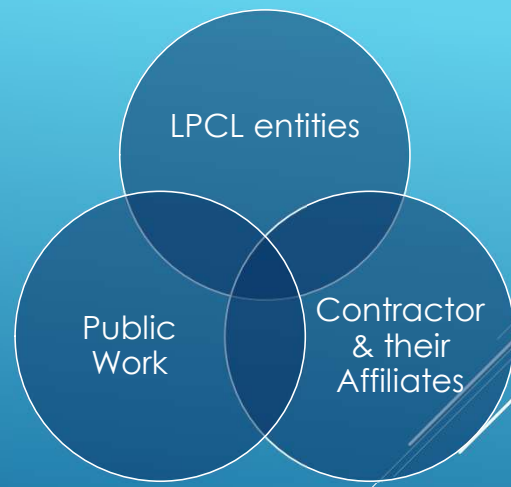 LPCL entities
Public
Work
Contractor
& their
Affiliates